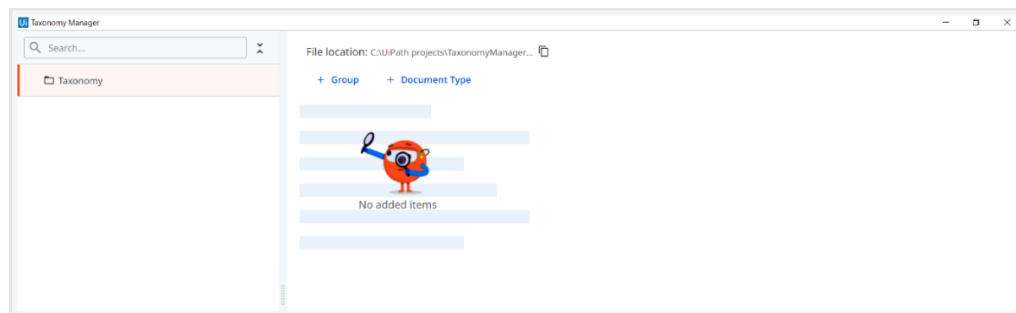 Ui Taxonomy Manager
Search...
Taxonomy
File location: C:\UiPath projects\TaxonomyManager...
+ Group + Document Type
No added items